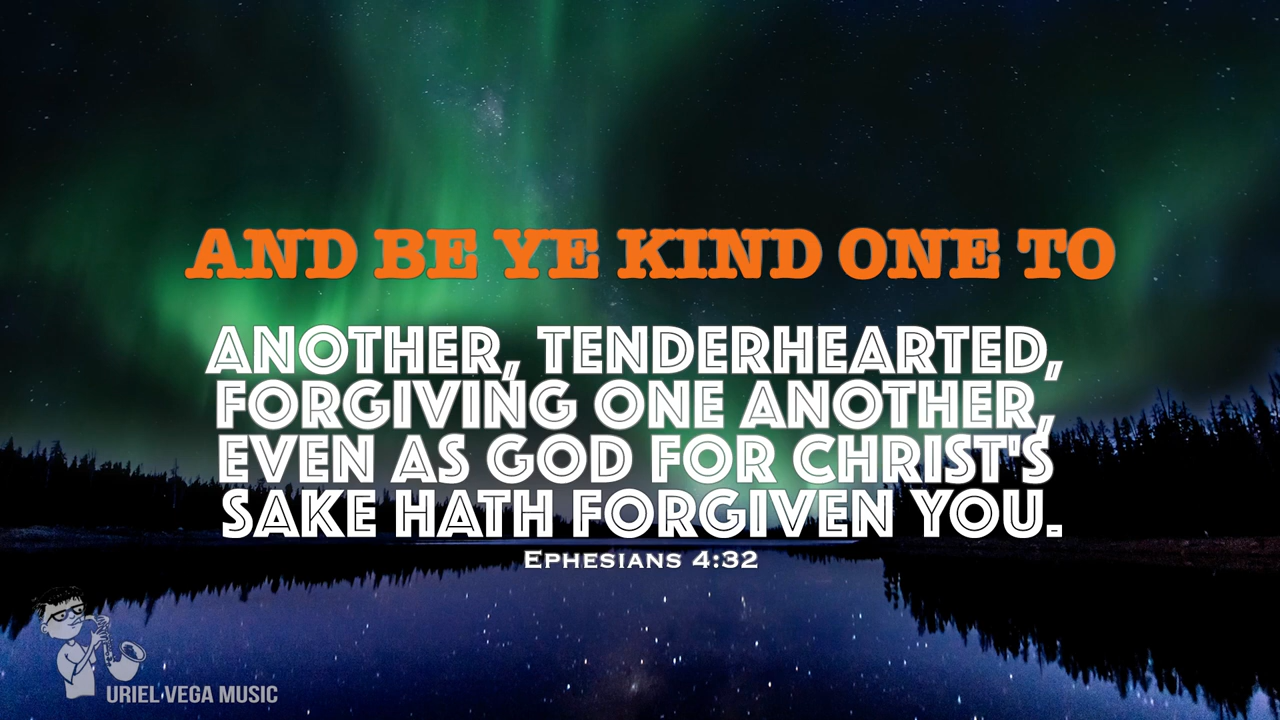 AND BE YE KIND ONE TO
ANOTHER, TENDERHEARTED,
FORGIVING ONE ANOTHER,
EVEN AS GOD FOR CHRIST'S
SAKE HATH FORGIVEN YOU.
EPHESIANS 4:32
URIEL VEGA MUSIC